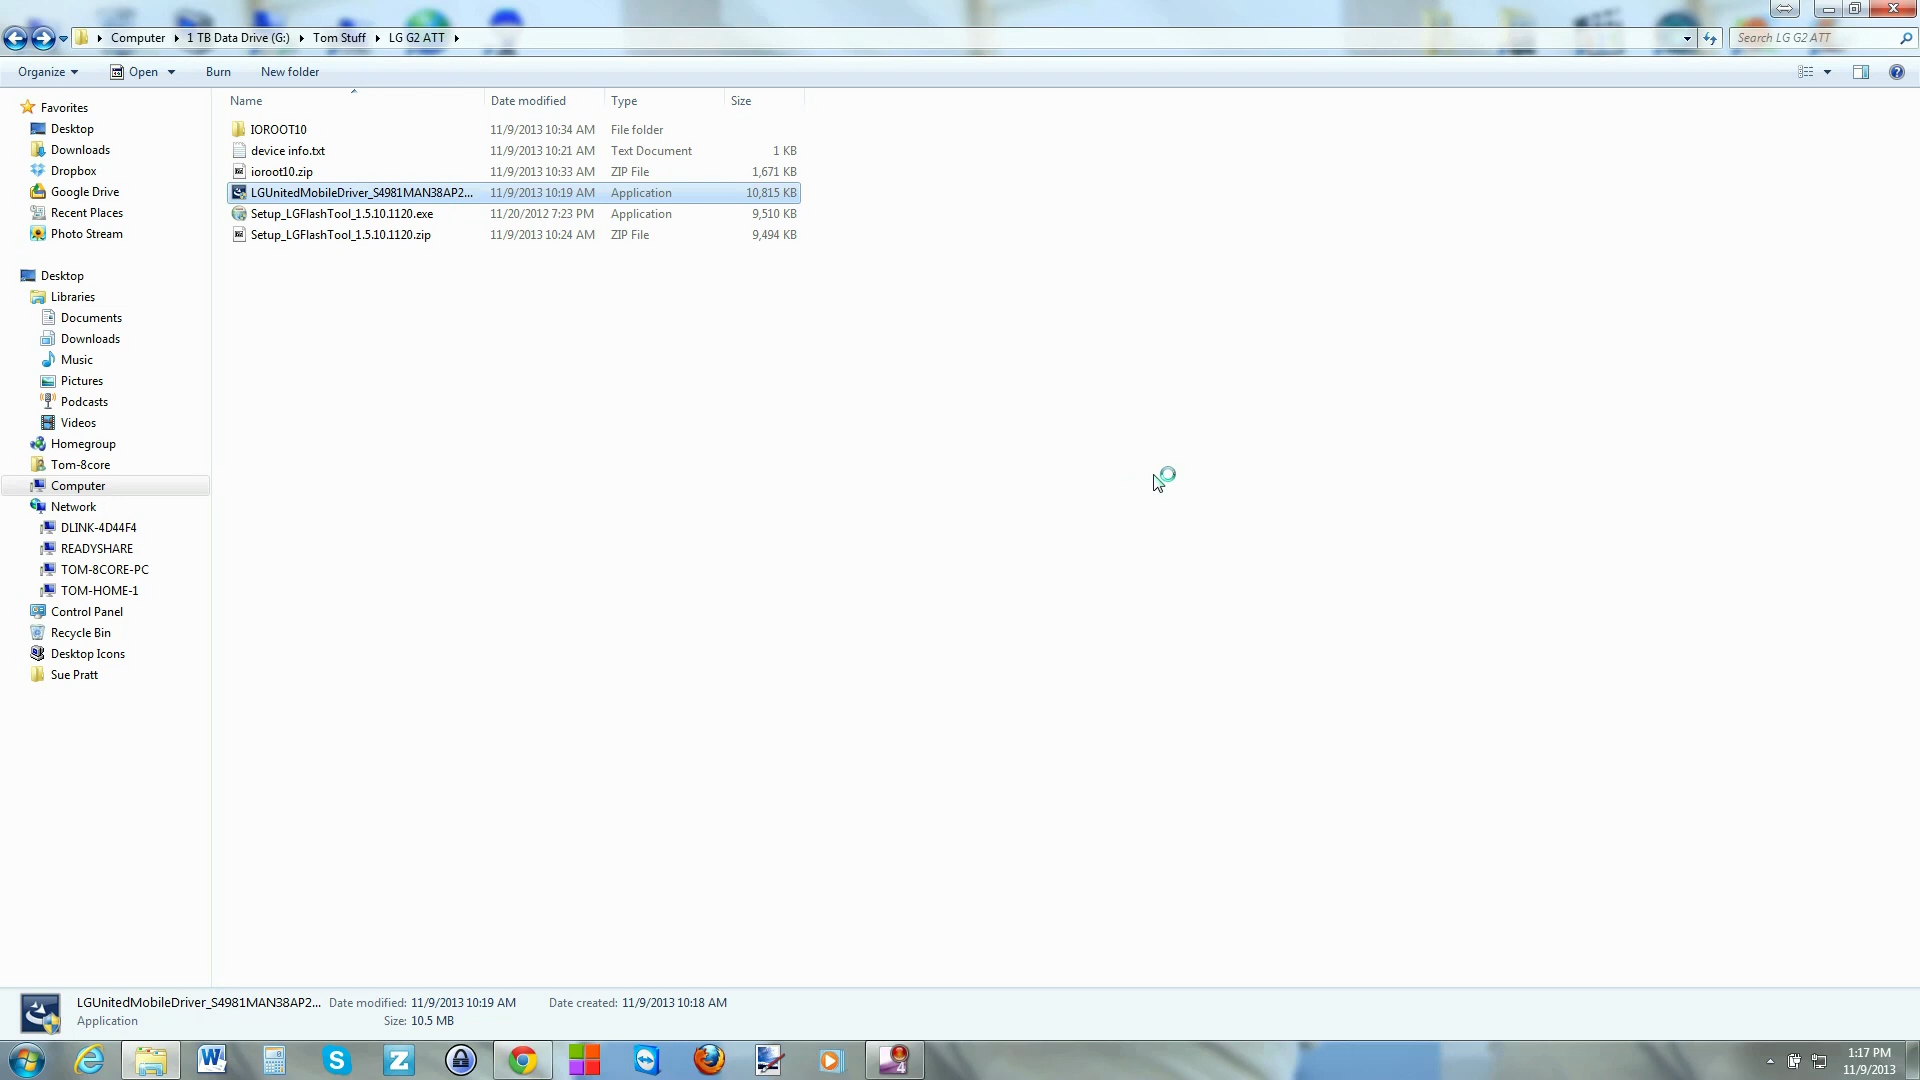 Computer 1 TB Data Drive (G:) Tom Stuff LG G2 ATT Search LG G2 ATT
Organize Open Burn New folder
Name Date modified Type Size
IOROOT10 11/9/2013 10:34 AM File folder
device info.txt 11/9/2013 10:21 AM Text Document 1 KB
ioroot10.zip 11/9/2013 10:33 AM ZIP File 1,671 KB
LGUnitedMobileDriver_S4981MAN38AP2... 11/9/2013 10:19 AM Application 10,815 KB
Setup_LGFlashTool_1.5.10.1120.exe 11/20/2012 7:23 PM Application 9,510 KB
Setup_LGFlashTool_1.5.10.1120.zip 11/9/2013 10:24 AM ZIP File 9,494 KB
Favorites
Desktop
Downloads
Dropbox
Google Drive
Recent Places
Photo Stream
Desktop
Libraries
Documents
Downloads
Music
Pictures
Podcasts
Videos
Homegroup
Tom-8core
Computer
Network
DLINK-4D44F4
READYSHARE
TOM-8CORE-PC
TOM-HOME-1
Control Panel
Recycle Bin
Desktop Icons
Sue Pratt
LGUnitedMobileDriver_S4981MAN38AP2... Date modified: 11/9/2013 10:19 AM Date created: 11/9/2013 10:18 AM
Application Size: 10.5 MB
4
1:17 PM
11/9/2013